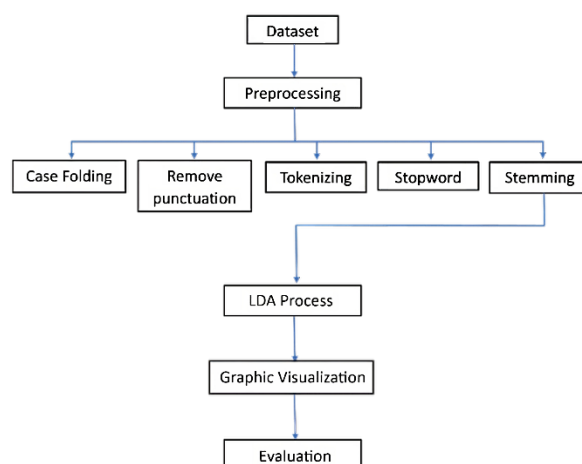 Dataset
Preprocessing
Case Folding
Remove
punctuation
Tokenizing
Stopword
Stemming
LDA Process
Graphic Visualization
Evaluation